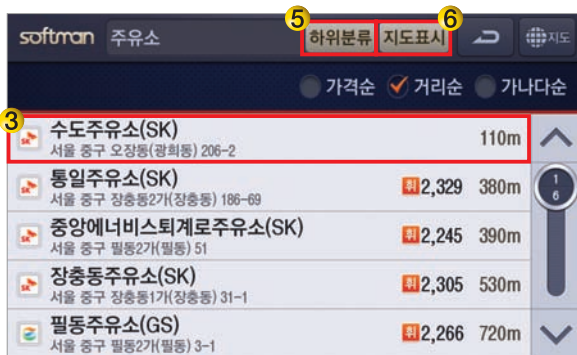 5 6
softman 주유소 하위분류 지도표시 지도
가격순 거리순 가나다순
3
수도주유소(SK) 110m
서울 중구 오장동(광희동) 206-2
통일주유소(SK) 휘 2,329 380m
서울 중구 장충동2가(장충동) 186-69
중앙에너비스퇴계로주유소(SK) 휘 2,245 390m
서울 중구 필동2가(필동) 51
장충동주유소(SK) 휘 2,305 530m
서울 중구 장충동1가(장충동) 31-1
필동주유소(GS) 휘 2,266 720m
서울 중구 필동2가(필동) 3-1
1
6